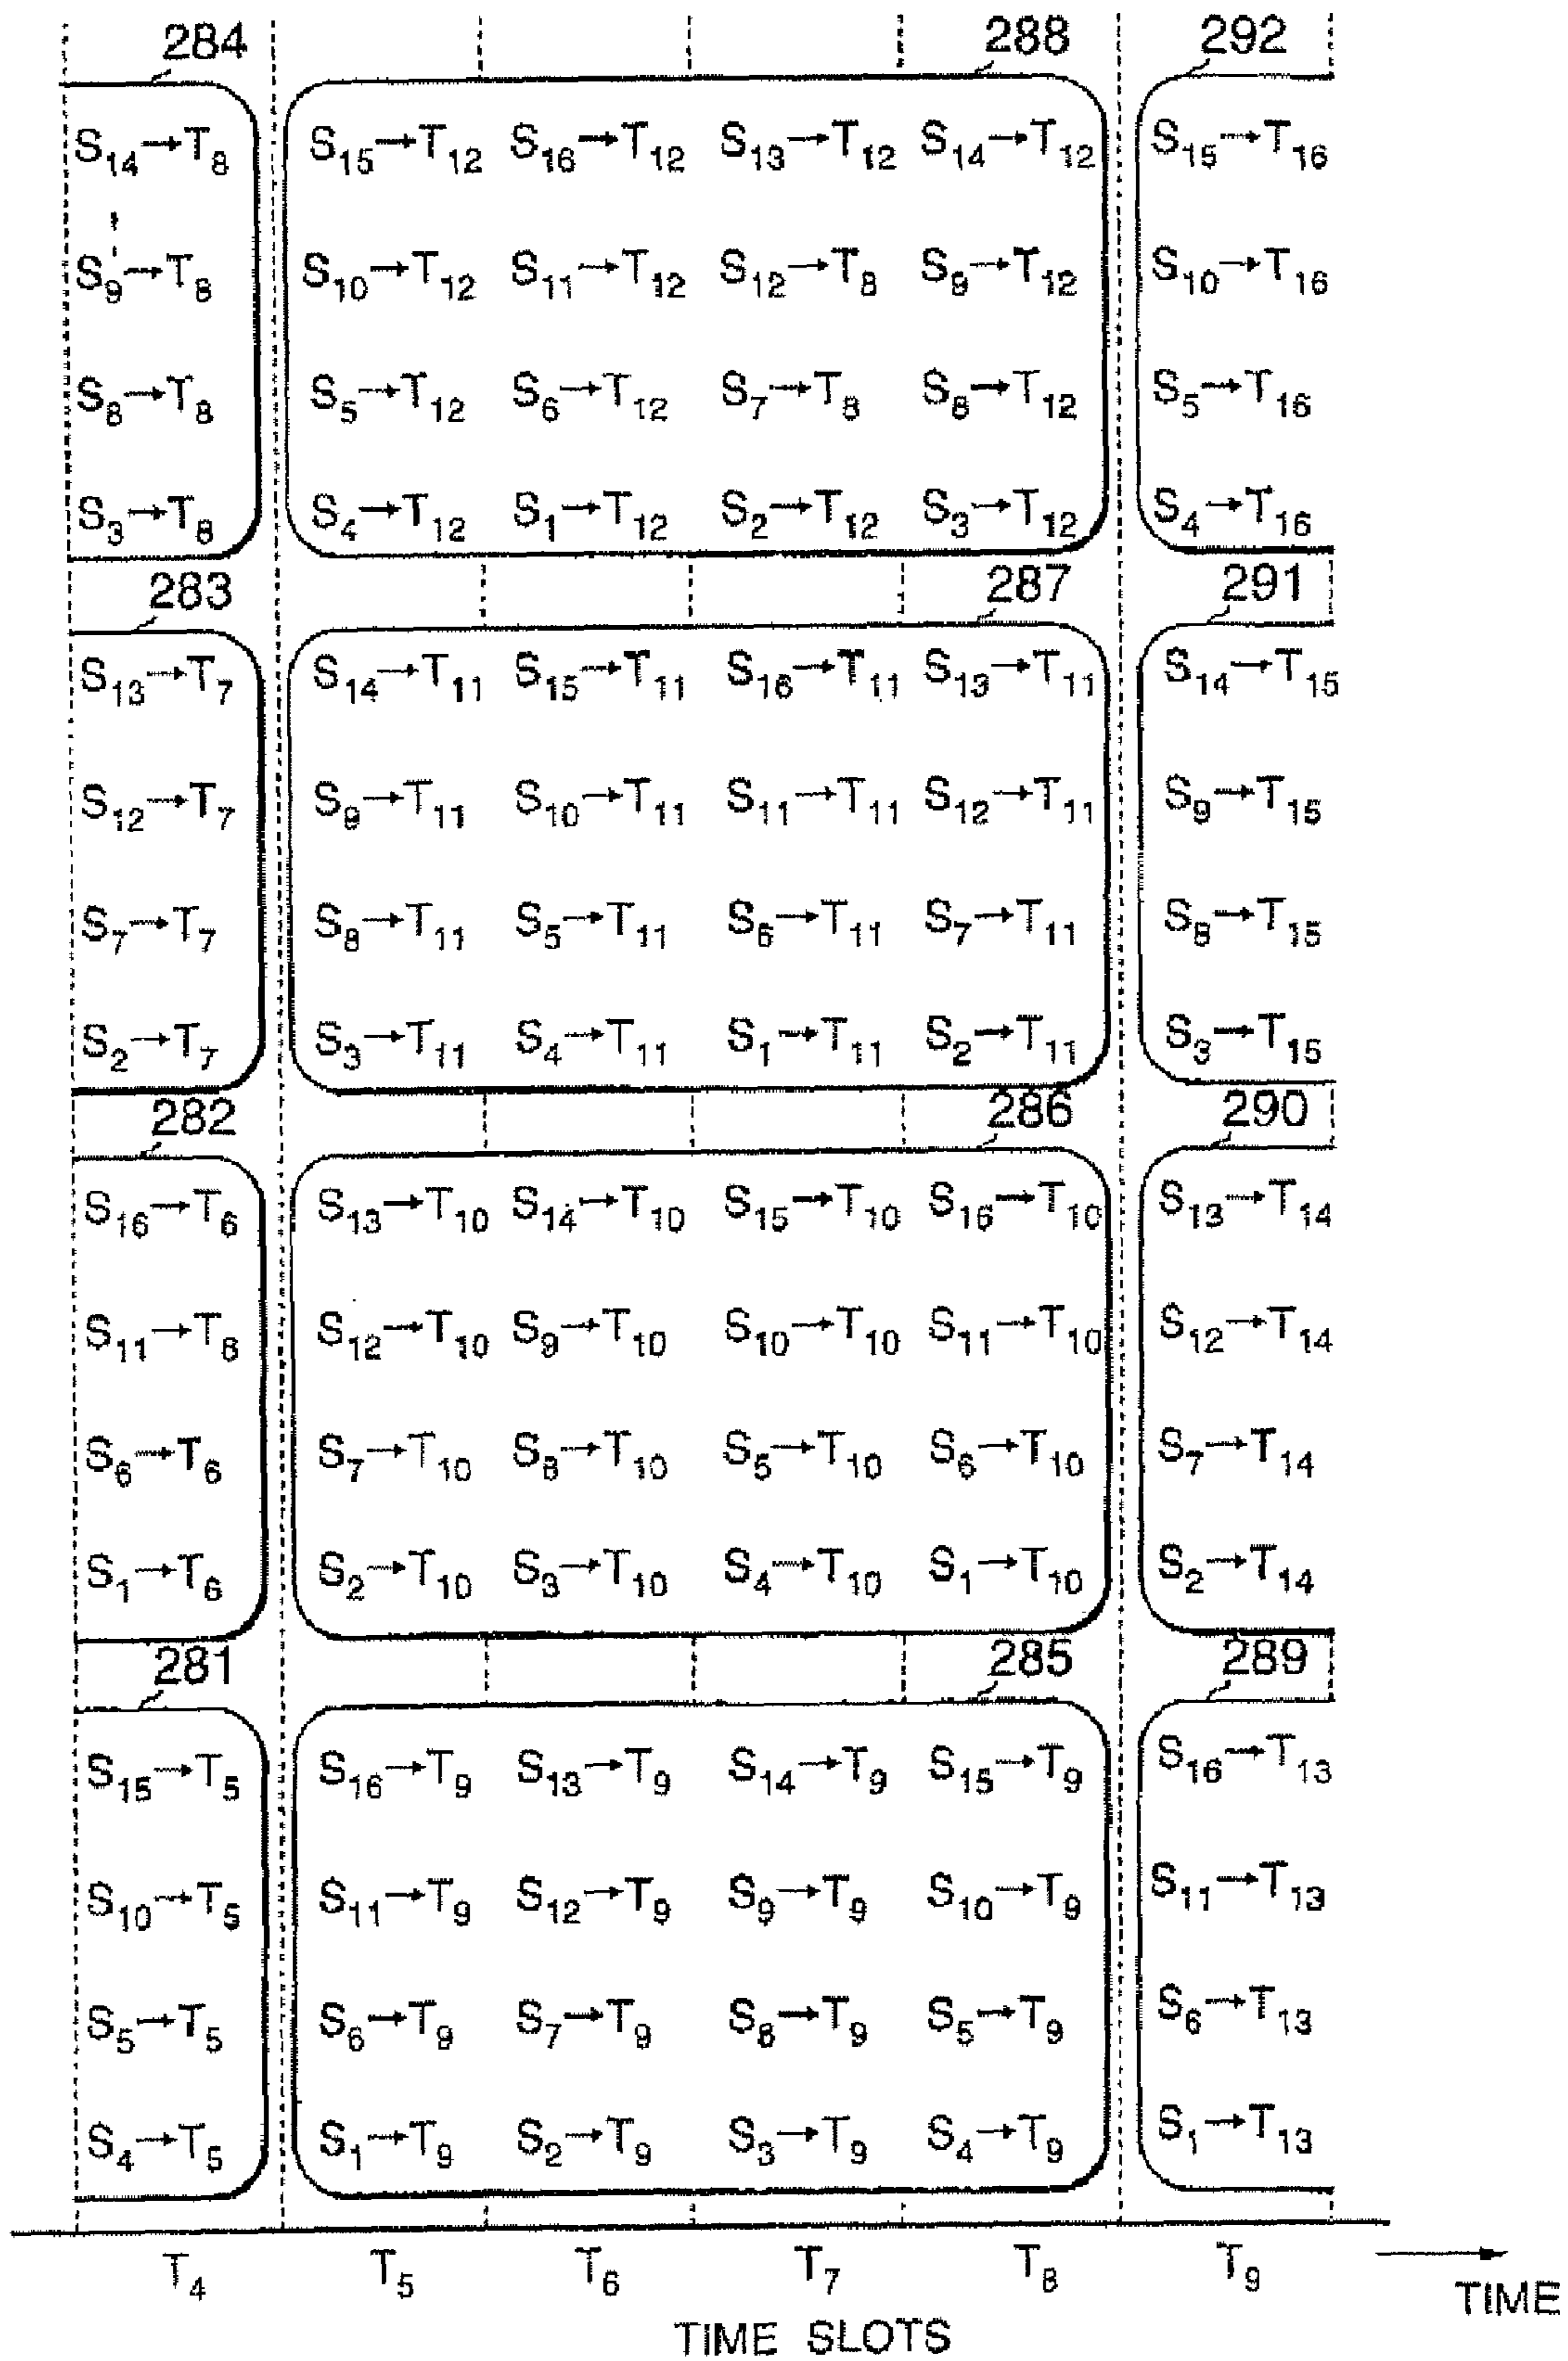 284 288 292
S14→T8 S15→T12 S16→T12 S13→T12 S14→T12 S15→T16
S9→T8 S10→T12 S11→T12 S12→T8 S9→T12 S10→T16
S8→T8 S5→T12 S6→T12 S7→T8 S8→T12 S5→T16
S3→T8 S4→T12 S1→T12 S2→T12 S3→T12 S4→T16
283 287 291
S13→T7 S14→T11 S15→T11 S16→T11 S13→T11 S14→T15
S12→T7 S9→T11 S10→T11 S11→T11 S12→T11 S9→T15
S7→T7 S8→T11 S5→T11 S6→T11 S7→T11 S8→T15
S2→T7 S3→T11 S4→T11 S1→T11 S2→T11 S3→T15
282 286 290
S16→T6 S13→T10 S14→T10 S15→T10 S16→T10 S13→T14
S11→T8 S12→T10 S9→T10 S10→T10 S11→T10 S12→T14
S6→T6 S7→T10 S8→T10 S5→T10 S6→T10 S7→T14
S1→T6 S2→T10 S3→T10 S4→T10 S1→T10 S2→T14
281 285 289
S15→T5 S16→T9 S13→T9 S14→T9 S15→T9 S16→T13
S10→T5 S11→T9 S12→T9 S9→T9 S10→T9 S11→T13
S5→T5 S6→T9 S7→T9 S8→T9 S5→T9 S6→T13
S4→T5 S1→T9 S2→T9 S3→T9 S4→T9 S1→T13
T4 T5 T6 T7 T8 T9
TIME
TIME SLOTS